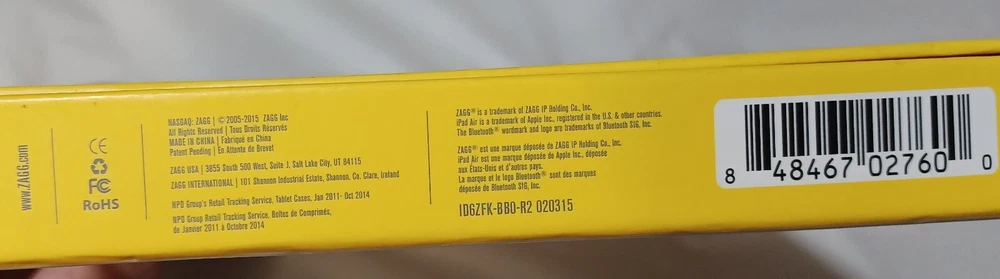 www.ZAGG.com
CE
FC
RoHS
NASDAQ: ZAGG | © 2005-2015 ZAGG Inc
All Rights Reserved | Tous Droits Réservés
MADE IN CHINA | Fabriqué en China
Patent Pending | En Attente de Brevet
ZAGG USA | 3855 South 500 West, Suite J, Salt Lake City, UT 84115
ZAGG INTERNATIONAL | 101 Shannon Industrial Estate, Shannon, Co. Clare, Ireland
NPD Group's Retail Tracking Service, Tablet Cases, Jan 2011- Oct 2014
NPD Group Retail Tracking Service, Boîtes de Comprimés,
de Janvier 2011 à Octobre 2014
ZAGG® is a trademark of ZAGG IP Holding Co., Inc.
iPad Air is a trademark of Apple Inc., registered in the U.S. & other countries.
The Bluetooth® wordmark and logo are trademarks of Bluetooth SIG, Inc.
ZAGG® est une marque déposée de ZAGG IP Holding Co., Inc.
iPad Air est une marque déposée de Apple Inc., déposée
aux États-Unis et d'autres pays.
La marque et le logo Bluetooth® sont des marques
déposée de Bluetooth SIG, Inc.
ID6ZFK-BB0-R2 020315
8 48467 02760 0